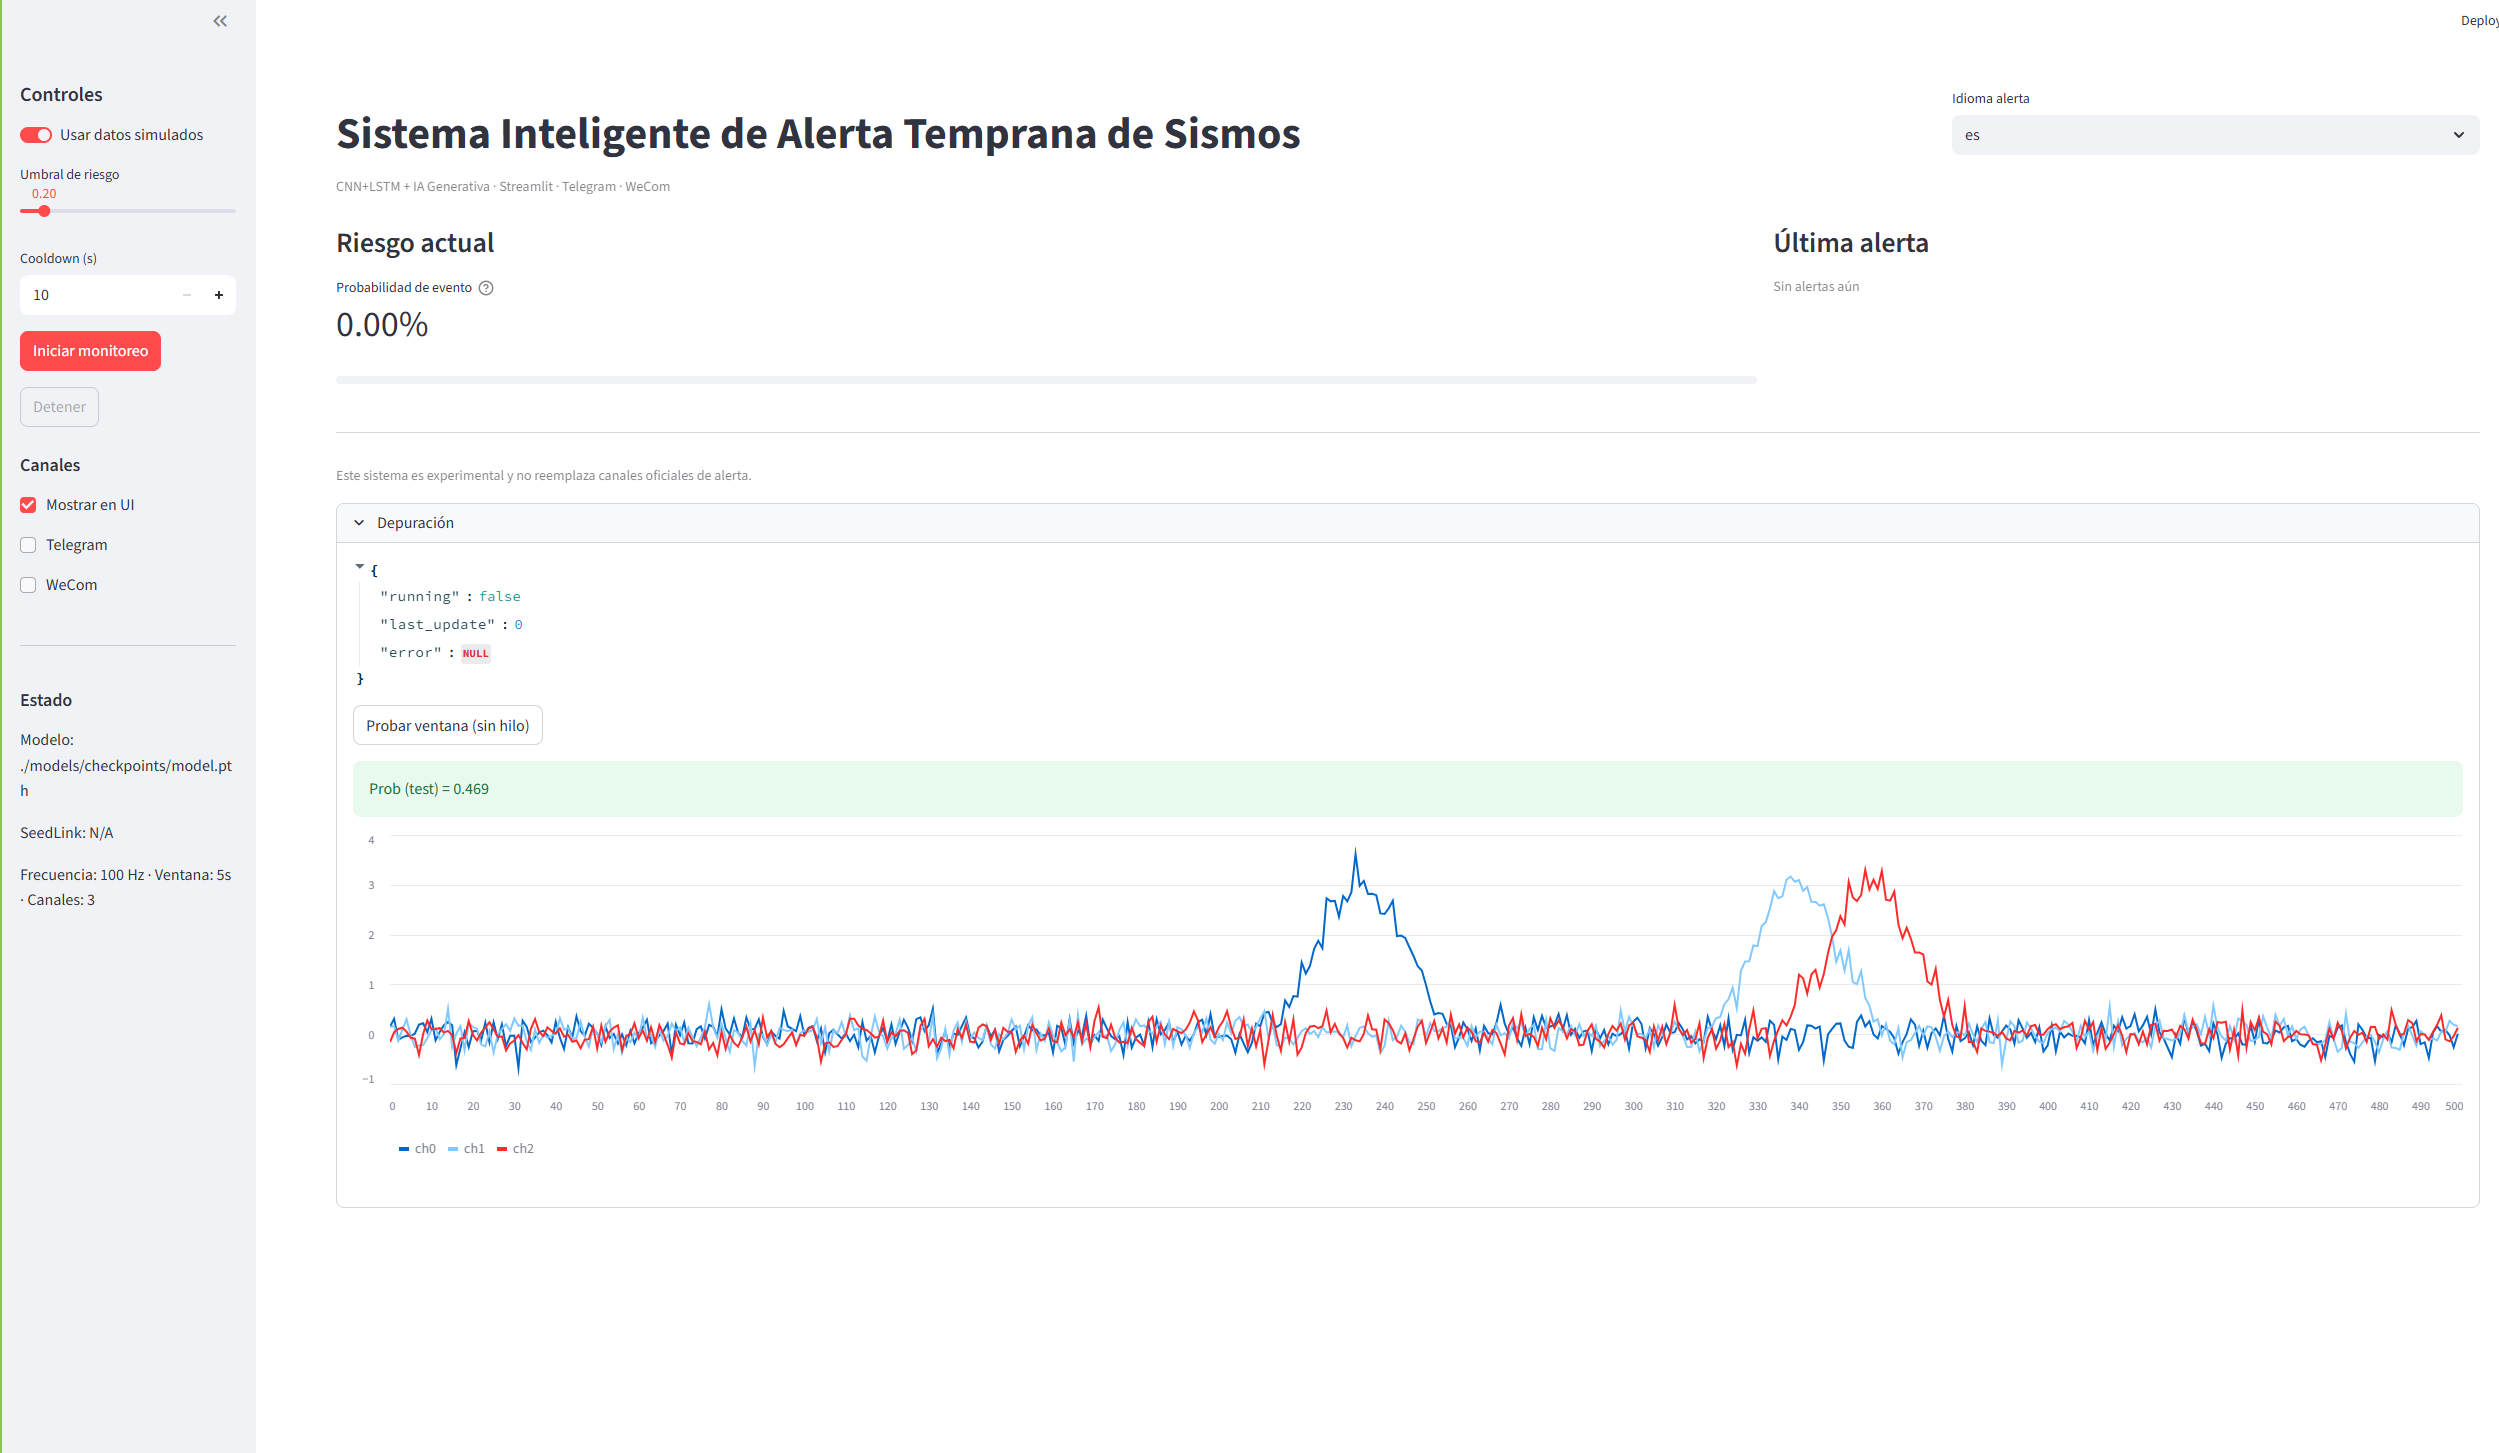 Deploy
Controles
Usar datos simulados
Umbral de riesgo
0.20
Cooldown (s)
10
Iniciar monitoreo
Detener
Canales
Mostrar en UI
Telegram
WeCom
Estado
Modelo:
./models/checkpoints/model.pt
h
SeedLink: N/A
Frecuencia: 100 Hz · Ventana: 5s
· Canales: 3
Idioma alerta
es
Sistema Inteligente de Alerta Temprana de Sismos
CNN+LSTM + IA Generativa · Streamlit · Telegram · WeCom
Riesgo actual
Probabilidad de evento
0.00%
Última alerta
Sin alertas aún
Este sistema es experimental y no reemplaza canales oficiales de alerta.
Depuración
{
"running" : false
"last_update" : 0
"error" : NULL
}
Probar ventana (sin hilo)
Prob (test) = 0.469
4
3
2
1
0
−1
0 10 20 30 40 50 60 70 80 90 100 110 120 130 140 150 160 170 180 190 200 210 220 230 240 250 260 270 280 290 300 310 320 330 340 350 360 370 380 390 400 410 420 430 440 450 460 470 480 490 500
ch0 ch1 ch2